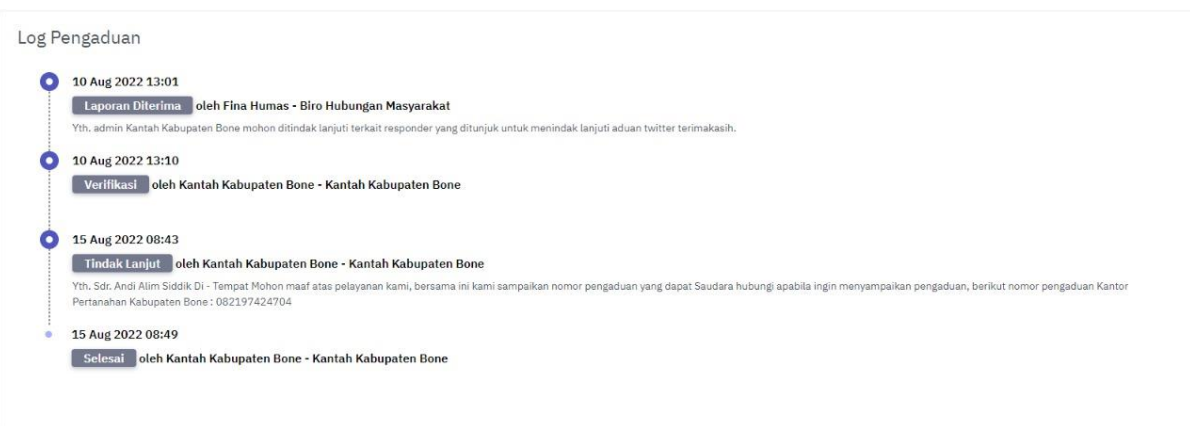 Log Pengaduan
10 Aug 2022 13:01
Laporan Diterima oleh Fina Humas - Biro Hubungan Masyarakat
Yth. admin Kantah Kabupaten Bone mohon ditindak lanjuti terkait responder yang ditunjuk untuk menindak lanjuti aduan twitter terimakasih.
10 Aug 2022 13:10
Verifikasi oleh Kantah Kabupaten Bone - Kantah Kabupaten Bone
15 Aug 2022 08:43
Tindak Lanjut oleh Kantah Kabupaten Bone - Kantah Kabupaten Bone
Yth. Sdr. Andi Alim Siddik Di - Tempat Mohon maaf atas pelayanan kami, bersama ini kami sampaikan nomor pengaduan yang dapat Saudara hubungi apabila ingin menyampaikan pengaduan, berikut nomor pengaduan Kantor
Pertanahan Kabupaten Bone : 082197424704
15 Aug 2022 08:49
Selesai oleh Kantah Kabupaten Bone - Kantah Kabupaten Bone